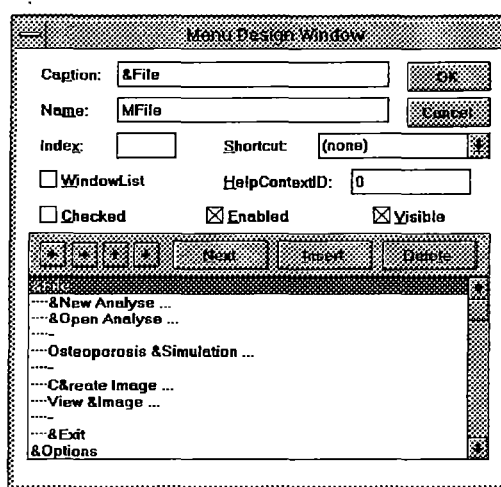 Menu Design Window
Caption: &File OK
Name: MFile Cancel
Index: Shortcut: (none)
WindowList HelpContextID: 0
Checked Enabled Visible
Next Insert Delete
&File
----&New Analyse ...
----&Open Analyse ...
-----
----Osteoporosis &Simulation ...
-----
----C&reate Image ...
----View &Image ...
-----
----&Exit
&Options